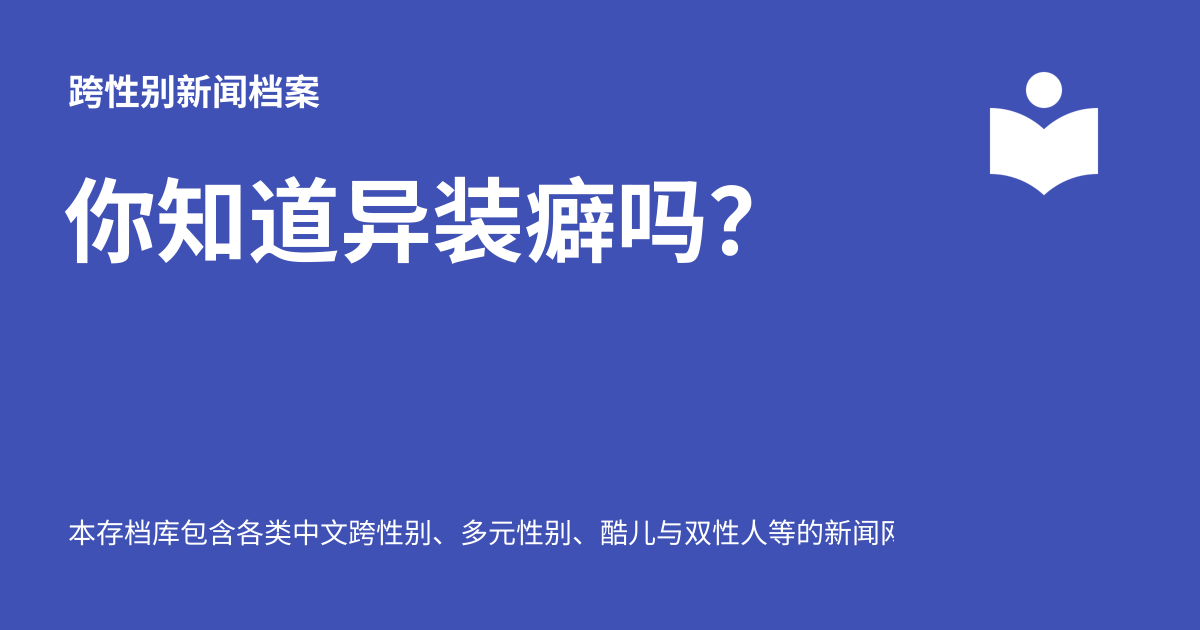 跨性别新闻档案
你知道异装癖吗？
本存档库包含各类中文跨性别、多元性别、酷儿与双性人等的新闻